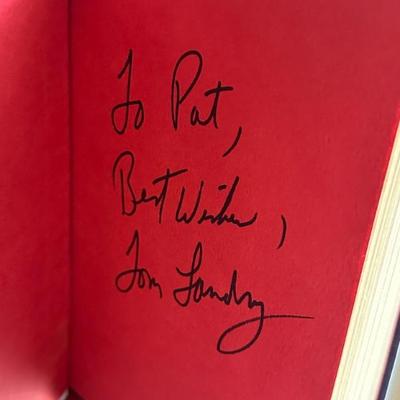 To Pat,
Best Wishes,
Tom Landry